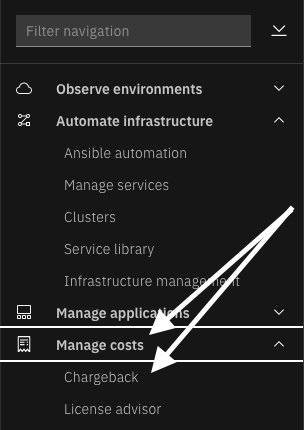 Filter navigation
Observe environments
Automate infrastructure
Ansible automation
Manage services
Clusters
Service library
Infrastructure management
Manage applications
Manage costs
Chargeback
License advisor